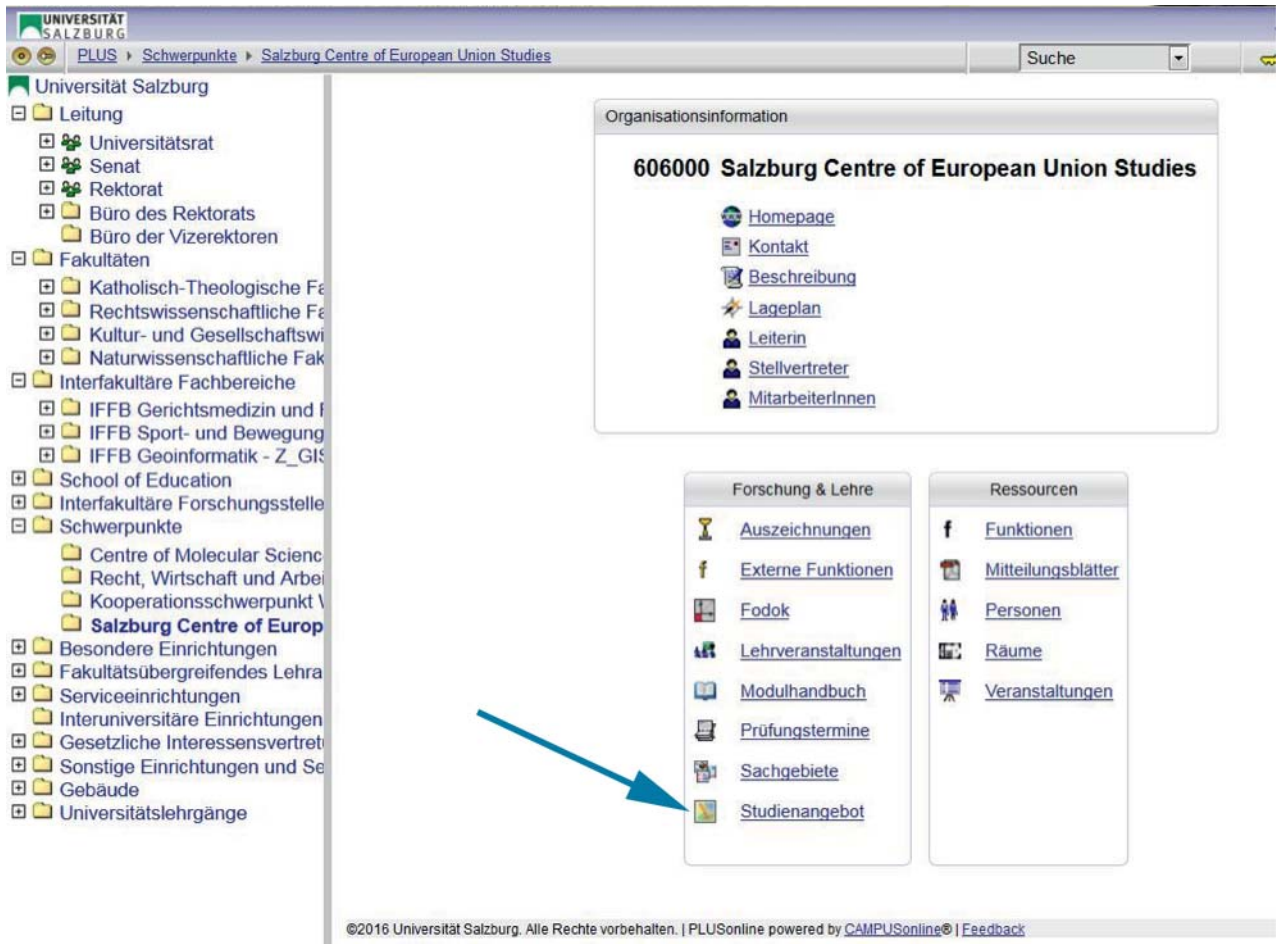 UNIVERSITÄT
SALZBURG
PLUS Schwerpunkte Salzburg Centre of European Union Studies
Suche
Universität Salzburg
Leitung
Universitätsrat
Senat
Rektorat
Büro des Rektorats
Büro der Vizerektoren
Fakultäten
Katholisch-Theologische Fa
Rechtswissenschaftliche Fa
Kultur- und Gesellschaftswi
Naturwissenschaftliche Fak
Interfakultäre Fachbereiche
IFFB Gerichtsmedizin und F
IFFB Sport- und Bewegung
IFFB Geoinformatik - Z_GIS
School of Education
Interfakultäre Forschungsstelle
Schwerpunkte
Centre of Molecular Scienc
Recht, Wirtschaft und Arbei
Kooperationsschwerpunkt
Salzburg Centre of Europ
Besondere Einrichtungen
Fakultätsübergreifendes Lehra
Serviceeinrichtungen
Interuniversitäre Einrichtungen
Gesetzliche Interessensvertret
Sonstige Einrichtungen und Se
Gebäude
Universitätslehrgänge
Organisationsinformation
606000 Salzburg Centre of European Union Studies
Homepage
Kontakt
Beschreibung
Lageplan
Leiterin
Stellvertreter
MitarbeiterInnen
Forschung & Lehre
Auszeichnungen
Externe Funktionen
Fodok
Lehrveranstaltungen
Modulhandbuch
Prüfungstermine
Sachgebiete
Studienangebot
Ressourcen
Funktionen
Mitteilungsblätter
Personen
Räume
Veranstaltungen
©2016 Universität Salzburg. Alle Rechte vorbehalten. | PLUSonline powered by CAMPUSonline® | Feedback